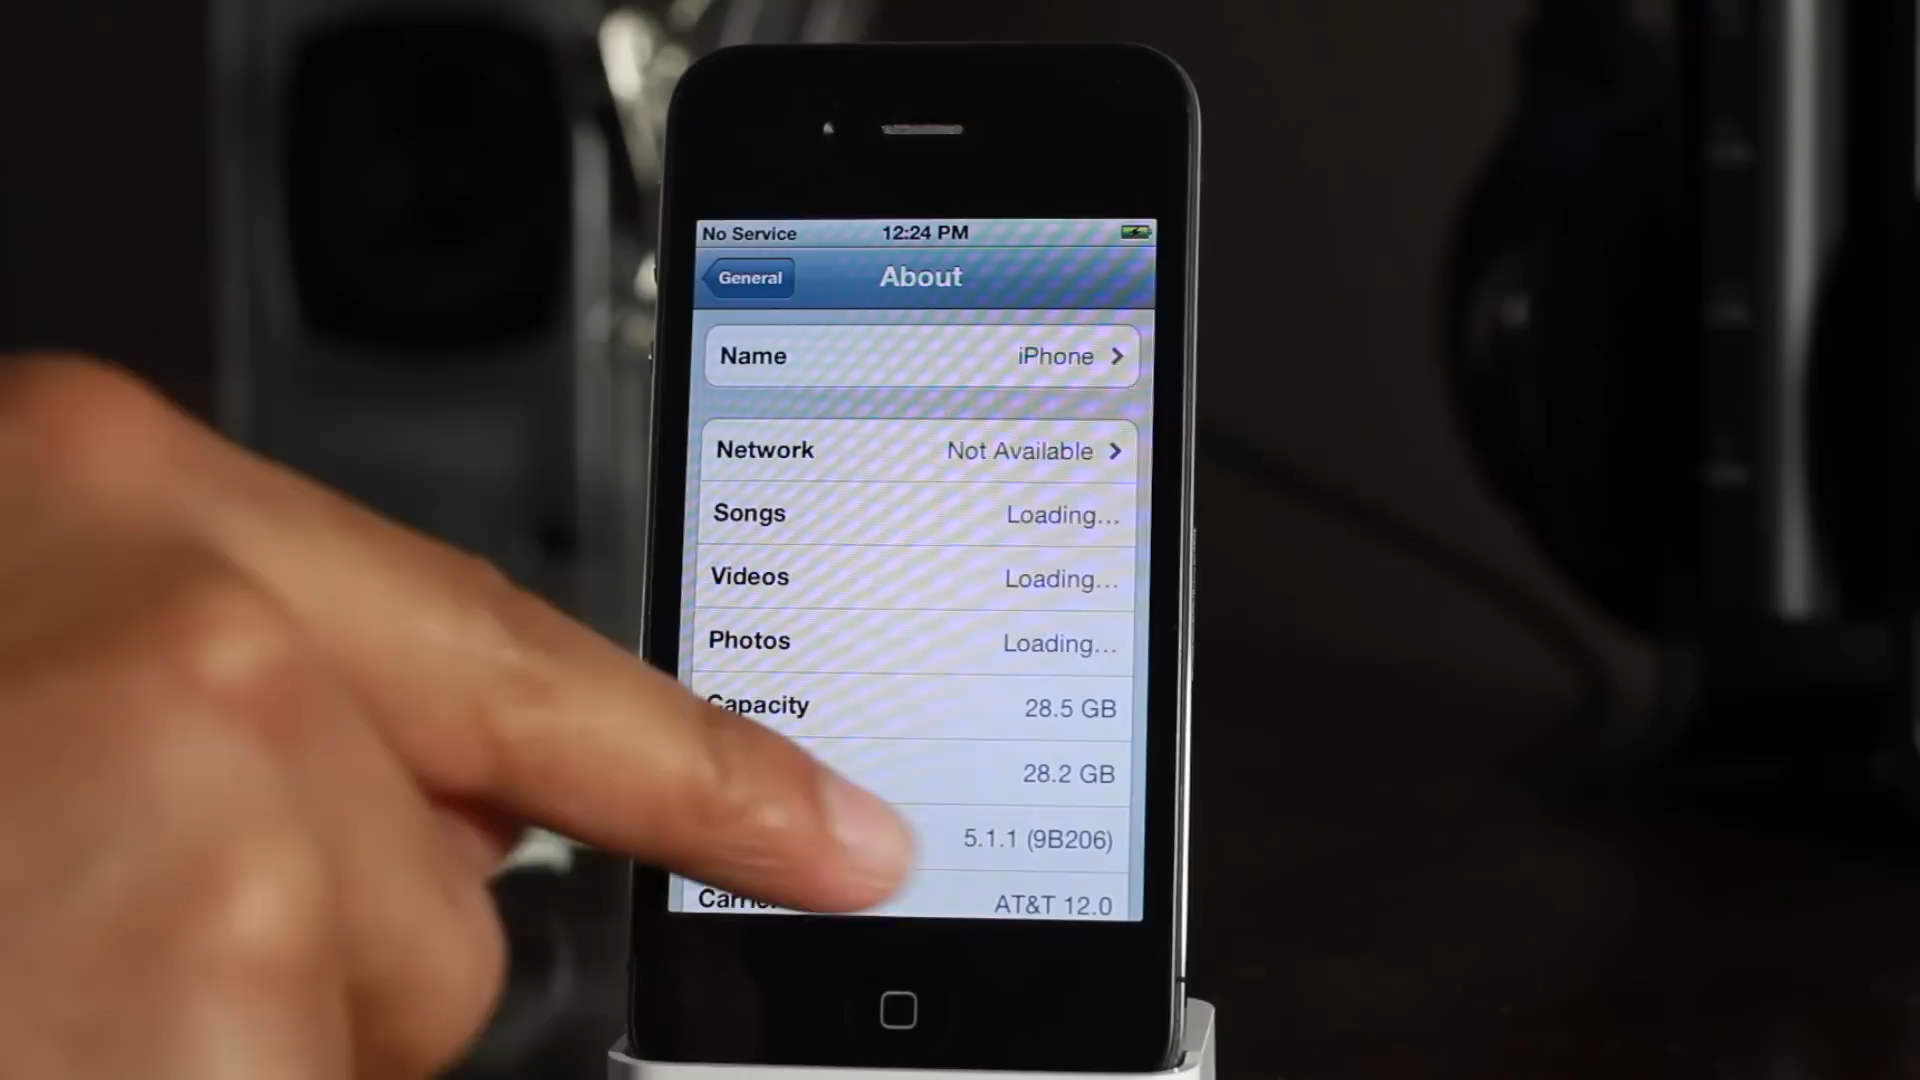 No Service 12:24 PM
General About
Name iPhone
Network Not Available
Songs Loading...
Videos Loading...
Photos Loading...
Capacity 28.5 GB
28.2 GB
5.1.1 (9B206)
AT&T 12.0